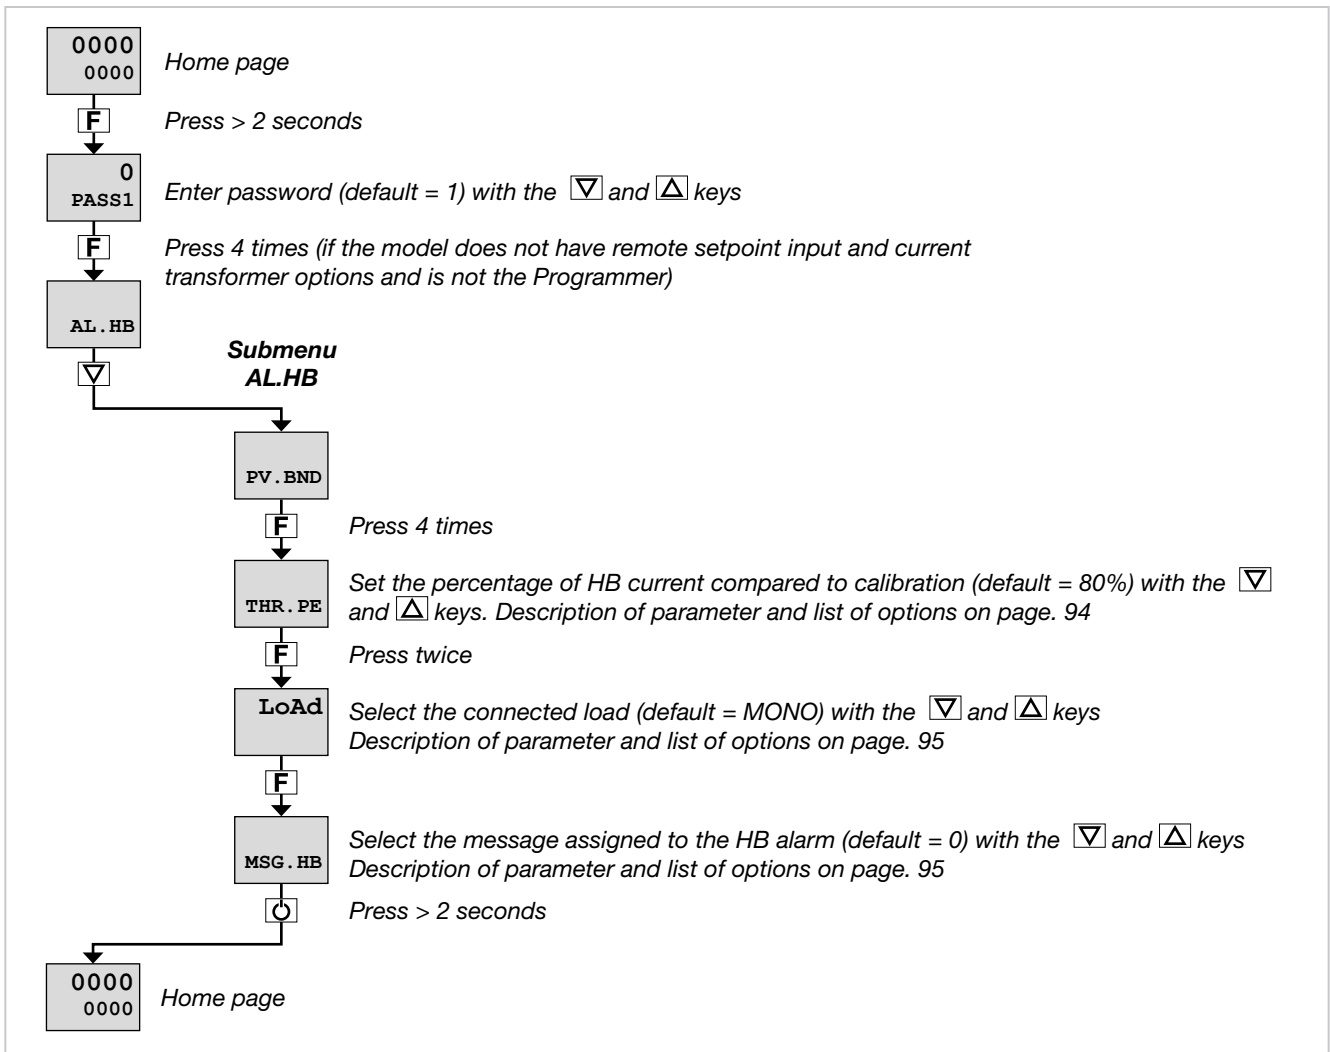 0000
0000
Home page
F
Press > 2 seconds
0
PASS1
Enter password (default = 1) with the and keys
F
Press 4 times (if the model does not have remote setpoint input and current
transformer options and is not the Programmer)
AL.HB
Submenu
AL.HB
PV.BND
F
Press 4 times
THR.PE
Set the percentage of HB current compared to calibration (default = 80%) with the
and keys. Description of parameter and list of options on page. 94
F
Press twice
LoAd
Select the connected load (default = MONO) with the and keys
Description of parameter and list of options on page. 95
F
MSG.HB
Select the message assigned to the HB alarm (default = 0) with the and keys
Description of parameter and list of options on page. 95
Press > 2 seconds
0000
0000
Home page